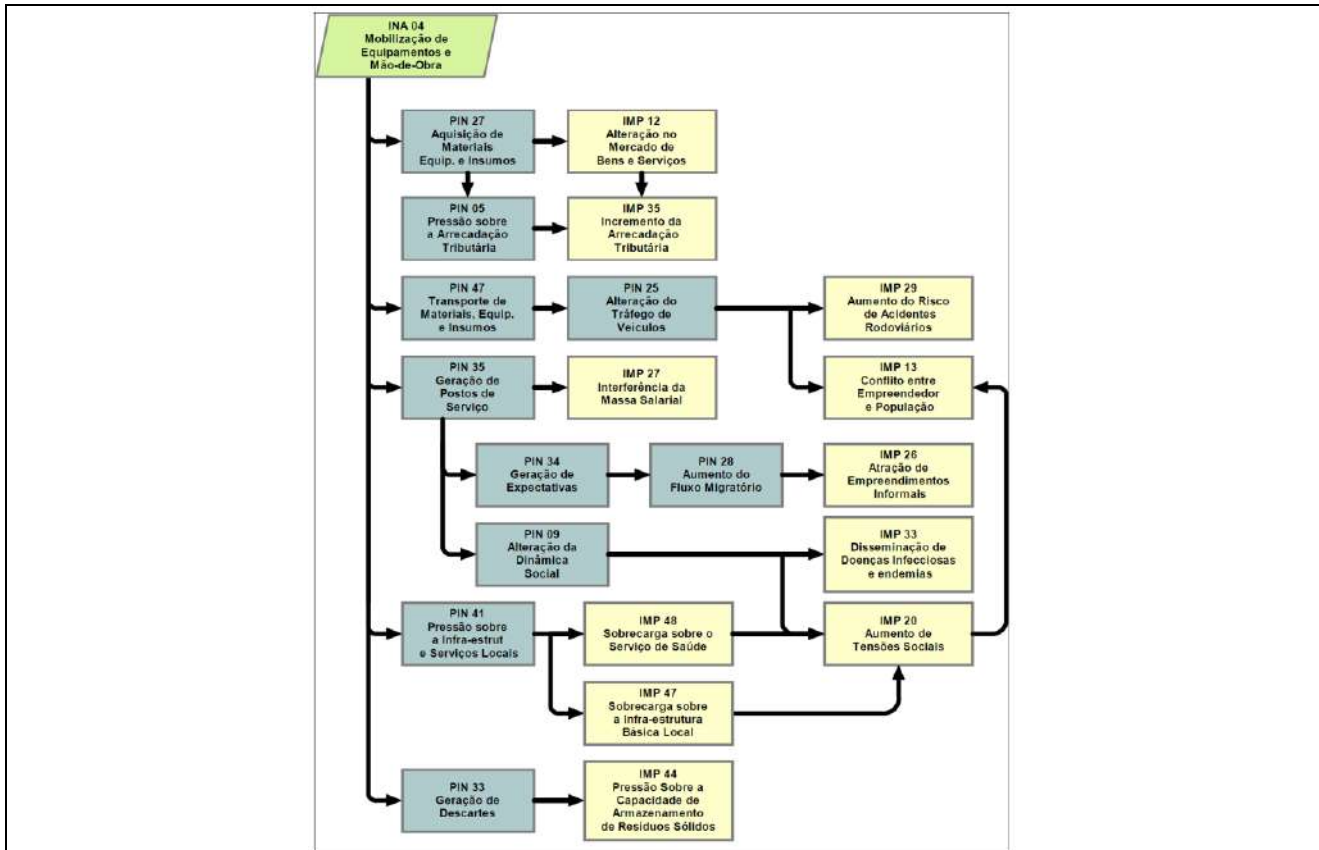 INA 04
Mobilização de
Equipamentos e
Mão-de-Obra
PIN 27
Aquisição de
Materiais
Equip. e Insumos
IMP 12
Alteração no
Mercado de
Bens e Serviços
PIN 05
Pressão sobre
a Arrecadação
Tributária
IMP 35
Incremento da
Arrecadação
Tributária
PIN 47
Transporte de
Materiais, Equip.
e Insumos
PIN 25
Alteração do
Tráfego de
Veículos
IMP 29
Aumento do Risco
de Acidentes
Rodoviários
PIN 35
Geração de
Postos de
Serviço
IMP 27
Interferência da
Massa Salarial
IMP 13
Conflito entre
Empreendedor
e População
PIN 34
Geração de
Expectativas
PIN 28
Aumento do
Fluxo Migratório
IMP 26
Atração de
Empreendimentos
Informais
PIN 09
Alteração da
Dinâmica
Social
IMP 33
Disseminação de
Doenças Infecciosas
e endemias
PIN 41
Pressão sobre
a Infra-estrut
e Serviços Locais
IMP 48
Sobrecarga sobre o
Serviço de Saúde
IMP 20
Aumento de
Tensões Sociais
IMP 47
Sobrecarga sobre
a Infra-estrutura
Básica Local
PIN 33
Geração de
Descartes
IMP 44
Pressão Sobre a
Capacidade de
Armazenamento
de Resíduos Sólidos